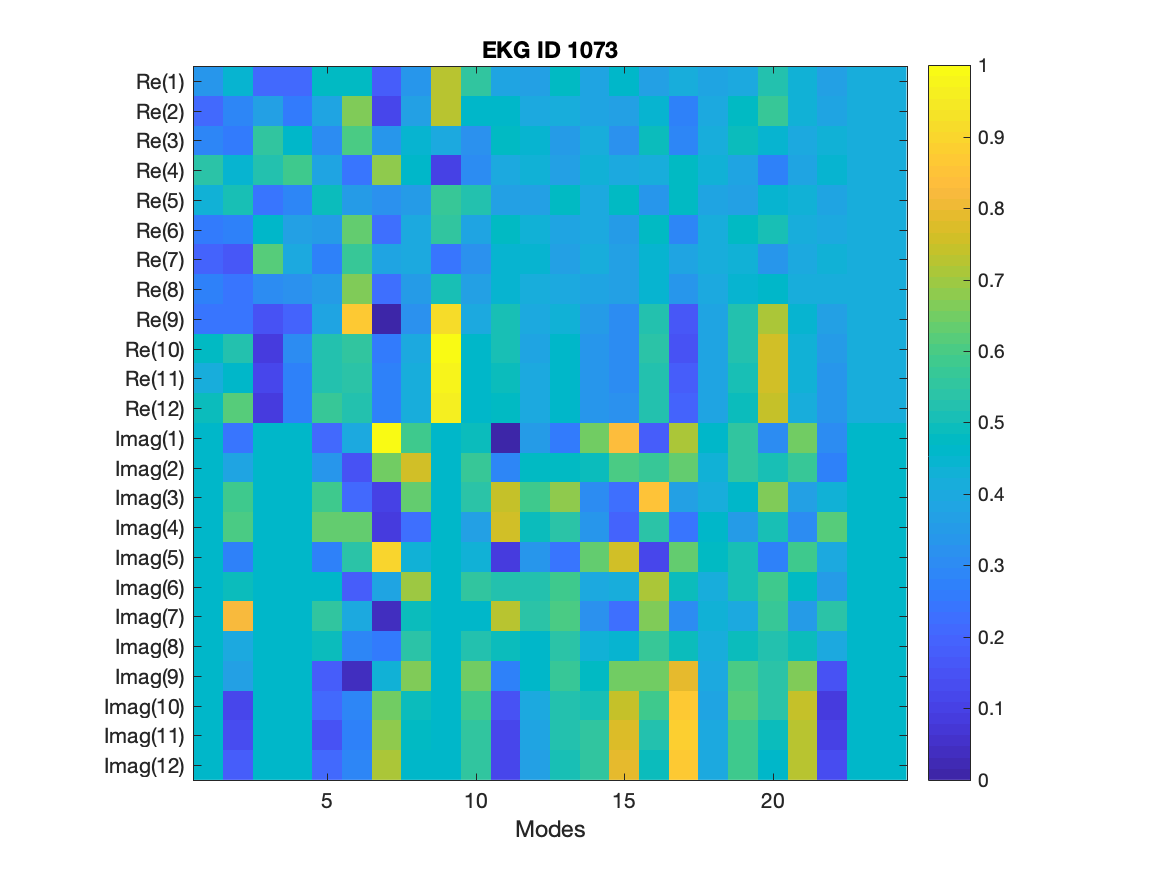 EKG ID 1073
Re(1)
Re(2)
Re(3)
Re(4)
Re(5)
Re(6)
Re(7)
Re(8)
Re(9)
Re(10)
Re(11)
Re(12)
Imag(1)
Imag(2)
Imag(3)
Imag(4)
Imag(5)
Imag(6)
Imag(7)
Imag(8)
Imag(9)
Imag(10)
Imag(11)
Imag(12)
5 10 15 20
Modes
1
0.9
0.8
0.7
0.6
0.5
0.4
0.3
0.2
0.1
0